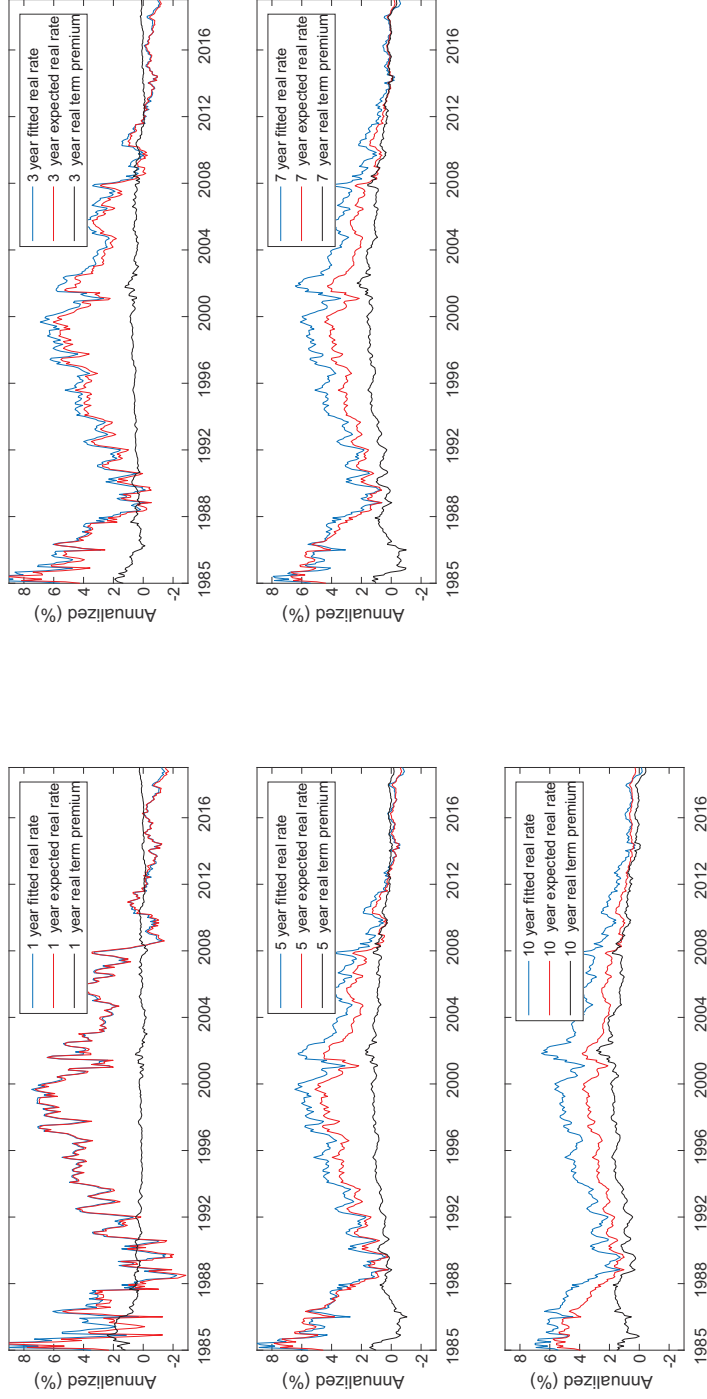 1 year fitted real rate
1 year expected real rate
1 year real term premium
Annualized (%)
8
6
4
2
0
-2
1985 1988 1992 1996 2000 2004 2008 2012 2016
3 year fitted real rate
3 year expected real rate
3 year real term premium
Annualized (%)
8
6
4
2
0
-2
1985 1988 1992 1996 2000 2004 2008 2012 2016
5 year fitted real rate
5 year expected real rate
5 year real term premium
Annualized (%)
8
6
4
2
0
-2
1985 1988 1992 1996 2000 2004 2008 2012 2016
7 year fitted real rate
7 year expected real rate
7 year real term premium
Annualized (%)
8
6
4
2
0
-2
1985 1988 1992 1996 2000 2004 2008 2012 2016
10 year fitted real rate
10 year expected real rate
10 year real term premium
Annualized (%)
8
6
4
2
0
-2
1985 1988 1992 1996 2000 2004 2008 2012 2016